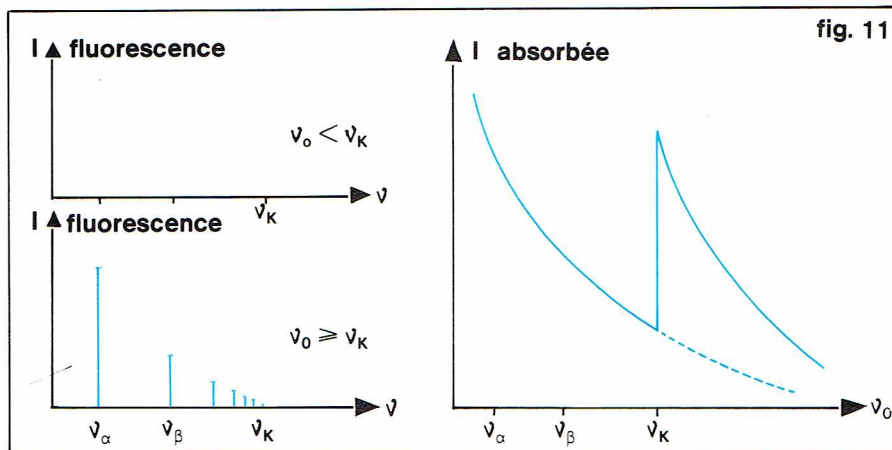 fig. 11
I fluorescence
ν₀ < νK
ν
νK
I fluorescence
ν₀ ⩾ νK
ν
να νβ νK
I absorbée
ν₀
να νβ νK